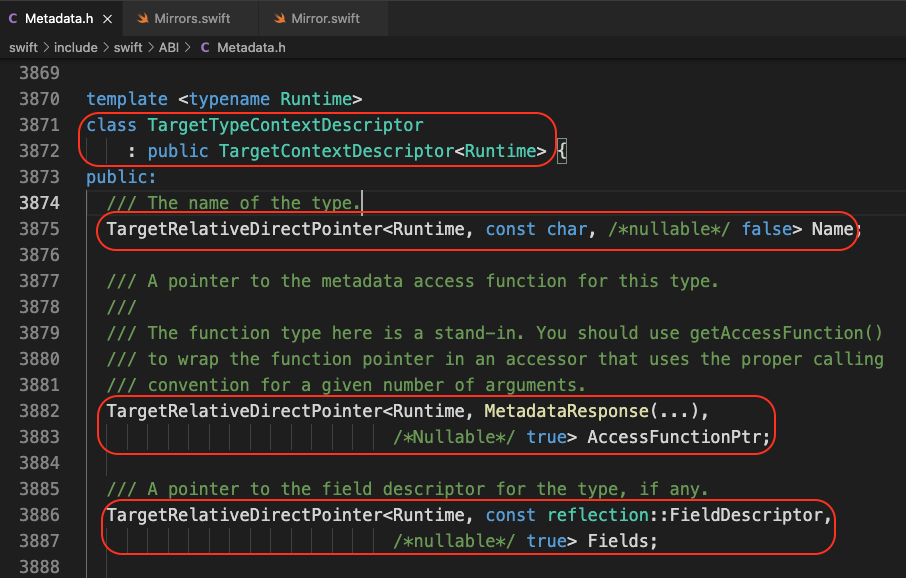 C Metadata.h × Mirrors.swift Mirror.swift
swift > include > swift > ABI > C Metadata.h
3869
3870 template <typename Runtime>
3871 class TargetTypeContextDescriptor
3872 : public TargetContextDescriptor<Runtime> {
3873 public:
3874 /// The name of the type.
3875 TargetRelativeDirectPointer<Runtime, const char, /*nullable*/ false> Name;
3876
3877 /// A pointer to the metadata access function for this type.
3878 ///
3879 /// The function type here is a stand-in. You should use getAccessFunction()
3880 /// to wrap the function pointer in an accessor that uses the proper calling
3881 /// convention for a given number of arguments.
3882 TargetRelativeDirectPointer<Runtime, MetadataResponse(...),
3883 /*Nullable*/ true> AccessFunctionPtr;
3884
3885 /// A pointer to the field descriptor for the type, if any.
3886 TargetRelativeDirectPointer<Runtime, const reflection::FieldDescriptor,
3887 /*nullable*/ true> Fields;
3888